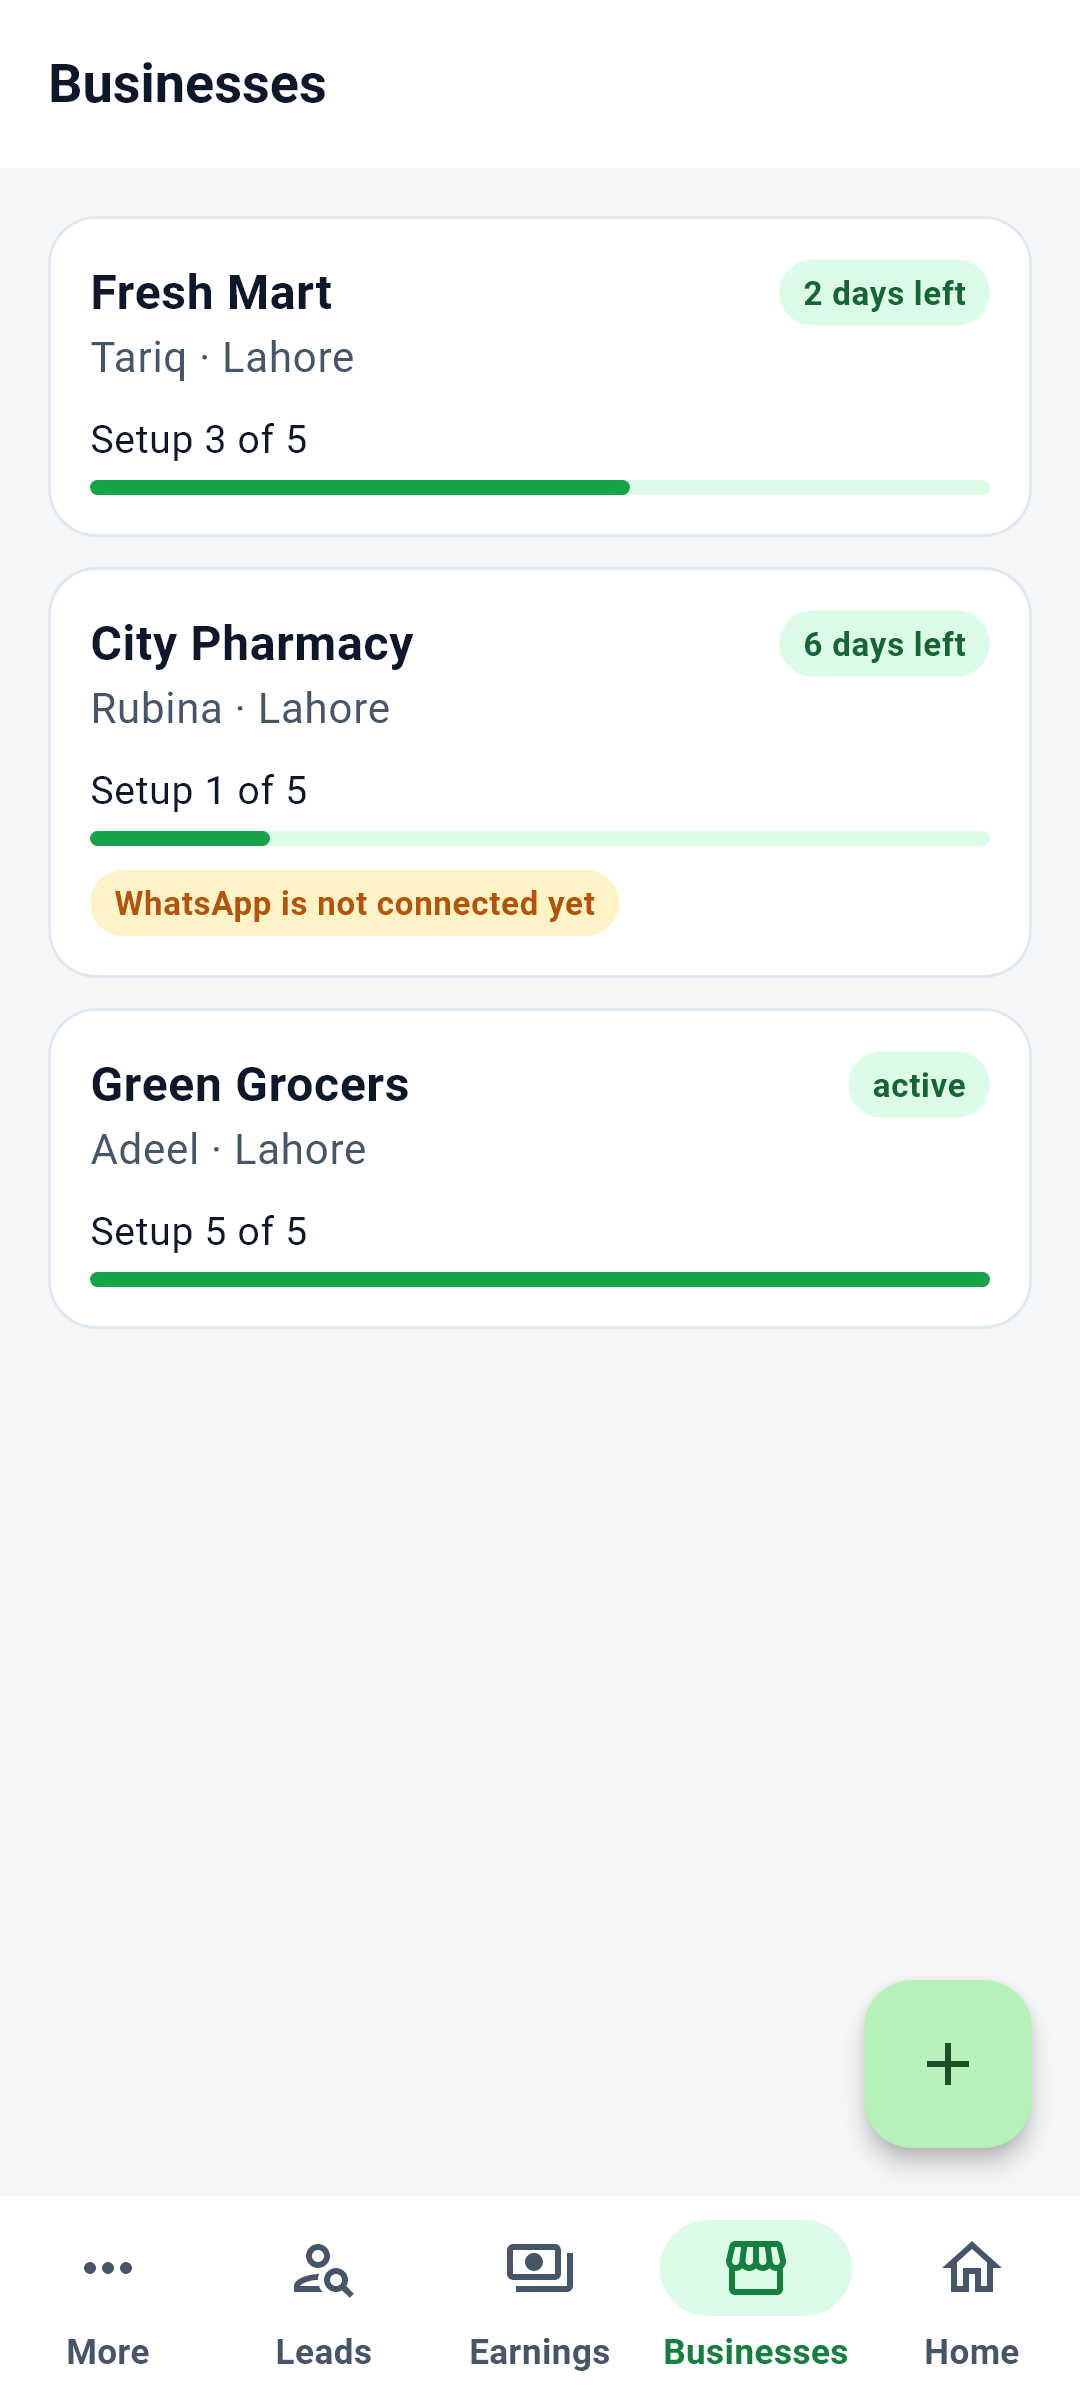 Businesses
Fresh Mart
2 days left
Tariq · Lahore
Setup 3 of 5
City Pharmacy
6 days left
Rubina · Lahore
Setup 1 of 5
WhatsApp is not connected yet
Green Grocers
active
Adeel · Lahore
Setup 5 of 5
More
Leads
Earnings
Businesses
Home